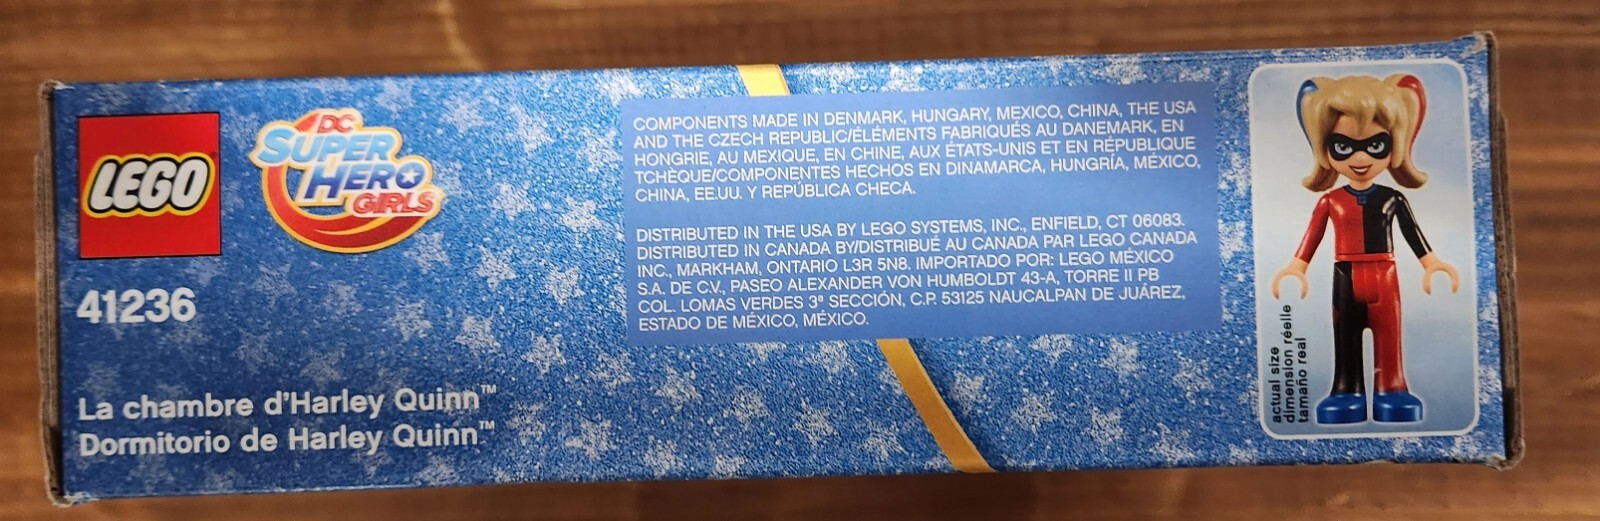 LEGO
DC
SUPER
HERO
GIRLS
41236
La chambre d'Harley Quinn™
Dormitorio de Harley Quinn™
COMPONENTS MADE IN DENMARK, HUNGARY, MEXICO, CHINA, THE USA
AND THE CZECH REPUBLIC/ÉLÉMENTS FABRIQUÉS AU DANEMARK, EN
HONGRIE, AU MEXIQUE, EN CHINE, AUX ÉTATS-UNIS ET EN RÉPUBLIQUE
TCHÈQUE/COMPONENTES HECHOS EN DINAMARCA, HUNGRÍA, MÉXICO,
CHINA, EE.UU. Y REPÚBLICA CHECA.
DISTRIBUTED IN THE USA BY LEGO SYSTEMS, INC., ENFIELD, CT 06083.
DISTRIBUTED IN CANADA BY/DISTRIBUÉ AU CANADA PAR LEGO CANADA
INC., MARKHAM, ONTARIO L3R 5N8. IMPORTADO POR: LEGO MÉXICO
S.A. DE C.V., PASEO ALEXANDER VON HUMBOLDT 43-A, TORRE II PB
COL. LOMAS VERDES 3ª SECCIÓN, C.P. 53125 NAUCALPAN DE JUÁREZ,
ESTADO DE MÉXICO, MÉXICO.
actual size
dimension réelle
tamaño real